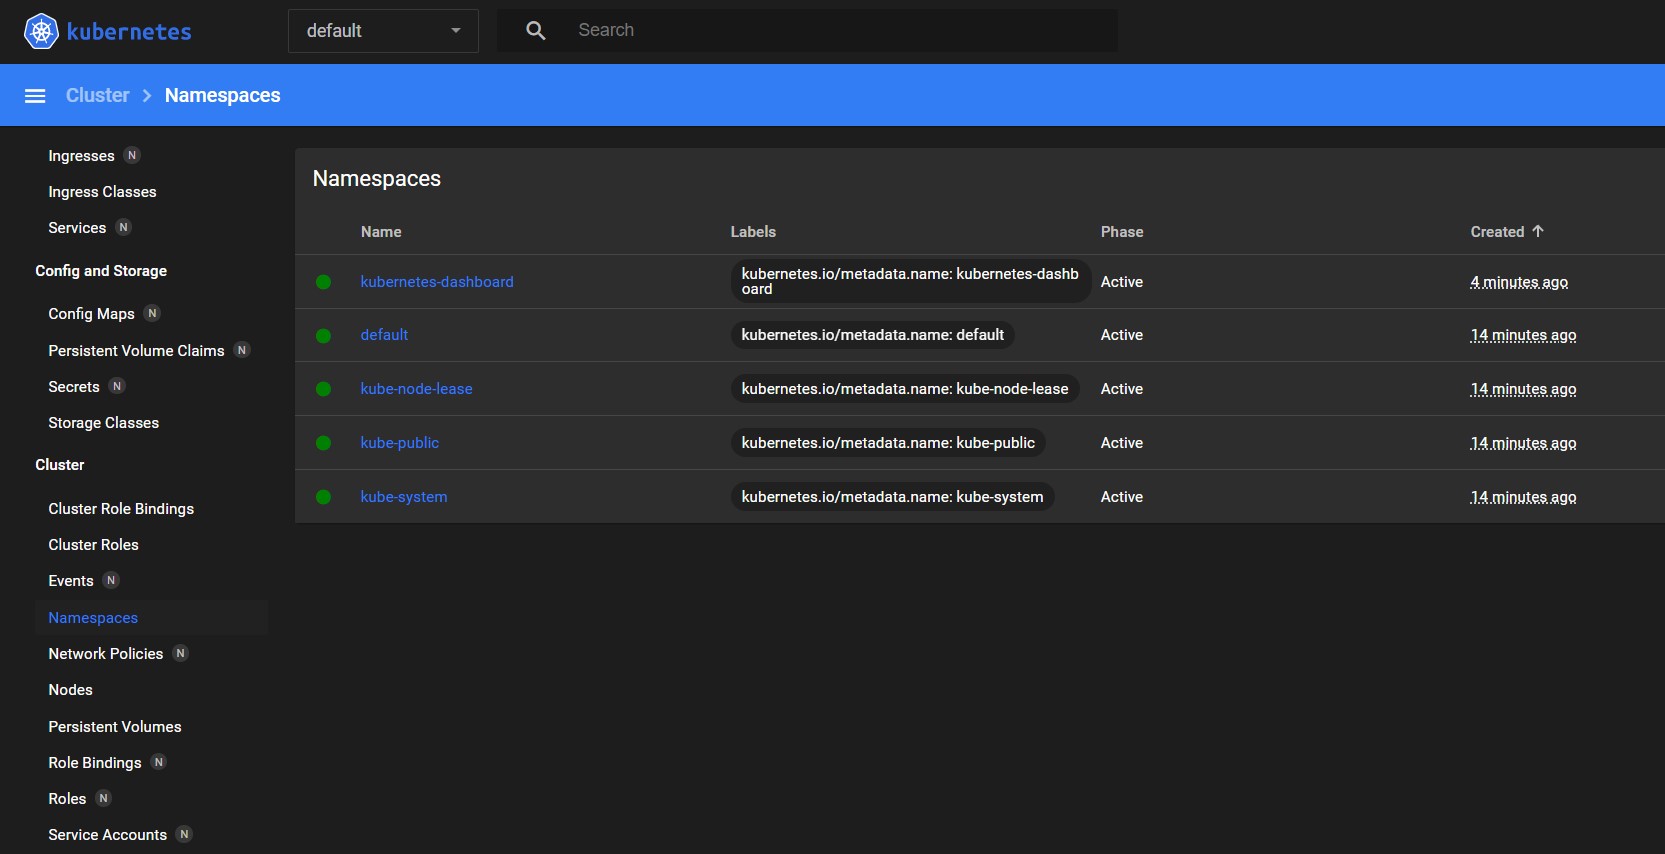 kubernetes
default
Search
Cluster > Namespaces
Ingresses N
Ingress Classes
Services N
Config and Storage
Config Maps N
Persistent Volume Claims N
Secrets N
Storage Classes
Cluster
Cluster Role Bindings
Cluster Roles
Events N
Namespaces
Network Policies N
Nodes
Persistent Volumes
Role Bindings N
Roles N
Service Accounts N
Namespaces
Name Labels Phase Created ↑
kubernetes-dashboard kubernetes.io/metadata.name: kubernetes-dashb
oard Active 4 minutes ago
default kubernetes.io/metadata.name: default Active 14 minutes ago
kube-node-lease kubernetes.io/metadata.name: kube-node-lease Active 14 minutes ago
kube-public kubernetes.io/metadata.name: kube-public Active 14 minutes ago
kube-system kubernetes.io/metadata.name: kube-system Active 14 minutes ago